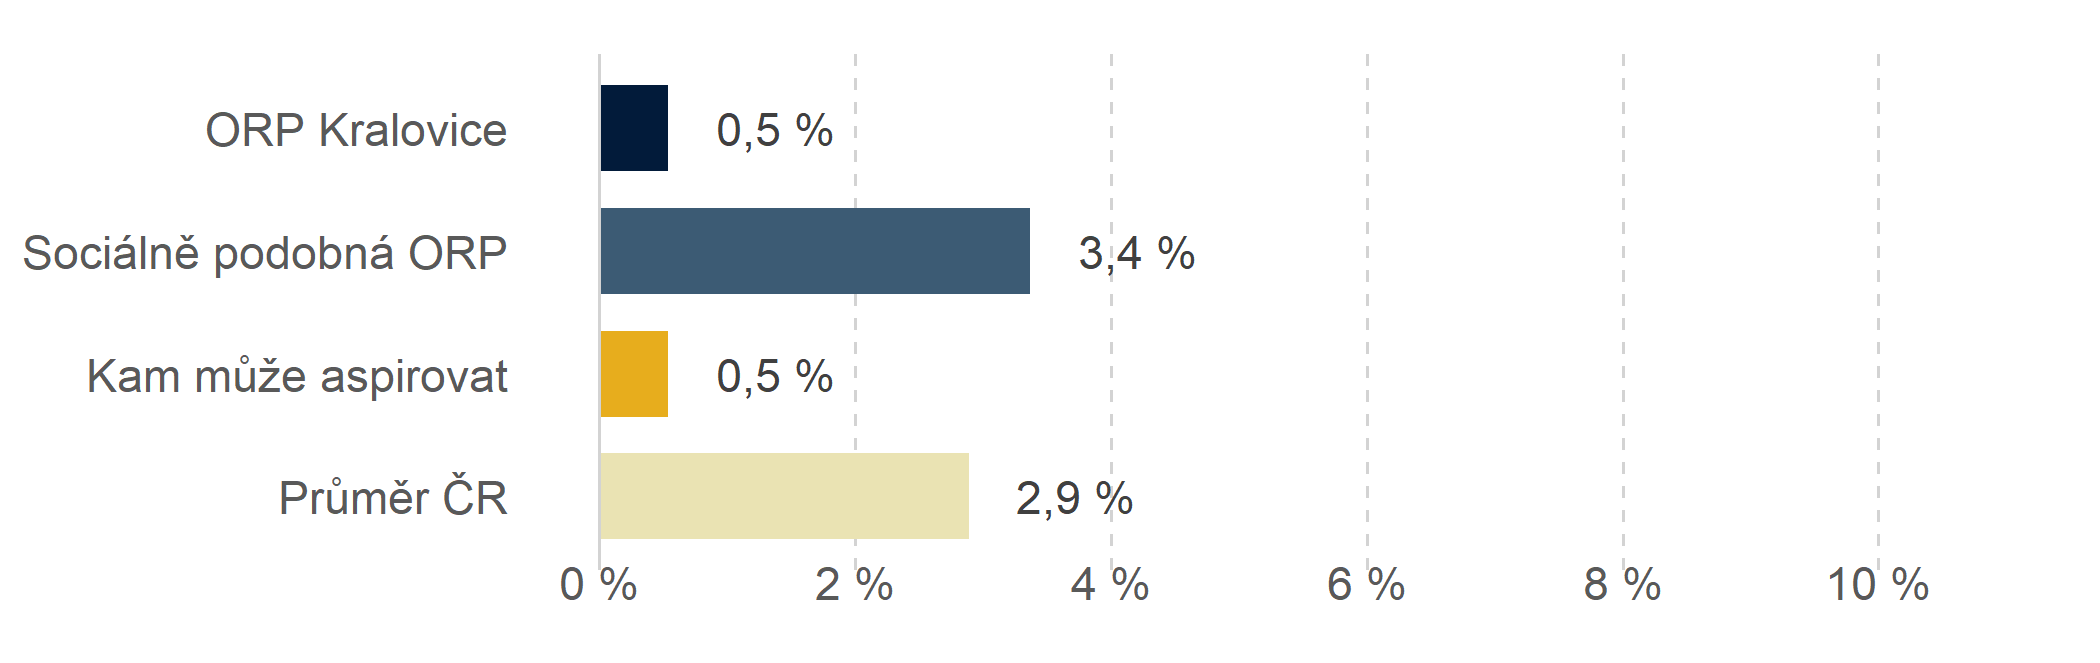 ORP Kralovice
0,5 %
Sociálně podobná ORP
3,4 %
Kam může aspirovat
0,5 %
Průměr ČR
2,9 %
0 % 2 % 4 % 6 % 8 % 10 %